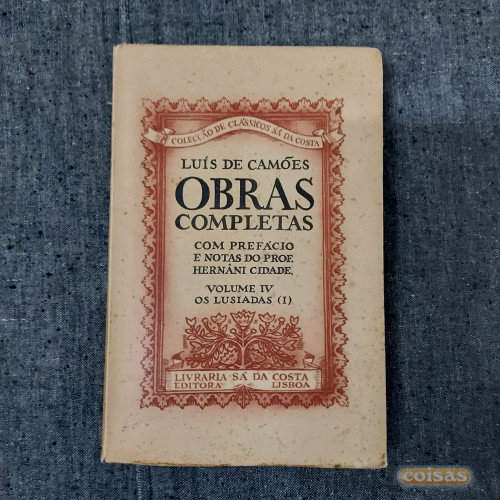 COLECÇÃO DE CLÁSSICOS SÁ DA COSTA
LUÍS DE CAMÕES
OBRAS
COMPLETAS
COM PREFÁCIO
E NOTAS DO PROF.
HERNÂNI CIDADE.
VOLUME IV
OS LUSIADAS (I)
LIVRARIA SÁ DA COSTA
EDITORA LISBOA
coisas